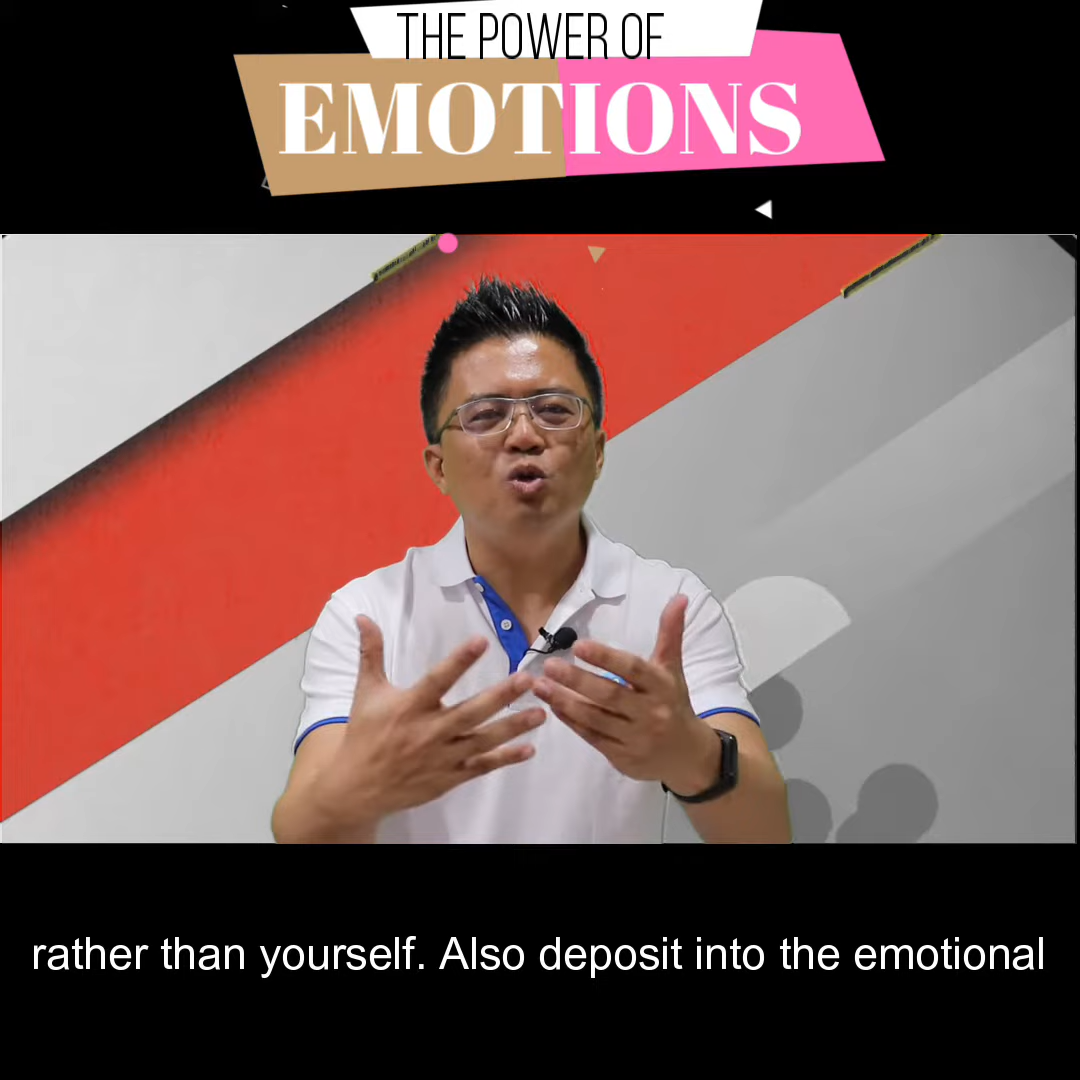 THE POWER OF
EMOTIONS
rather than yourself. Also deposit into the emotional